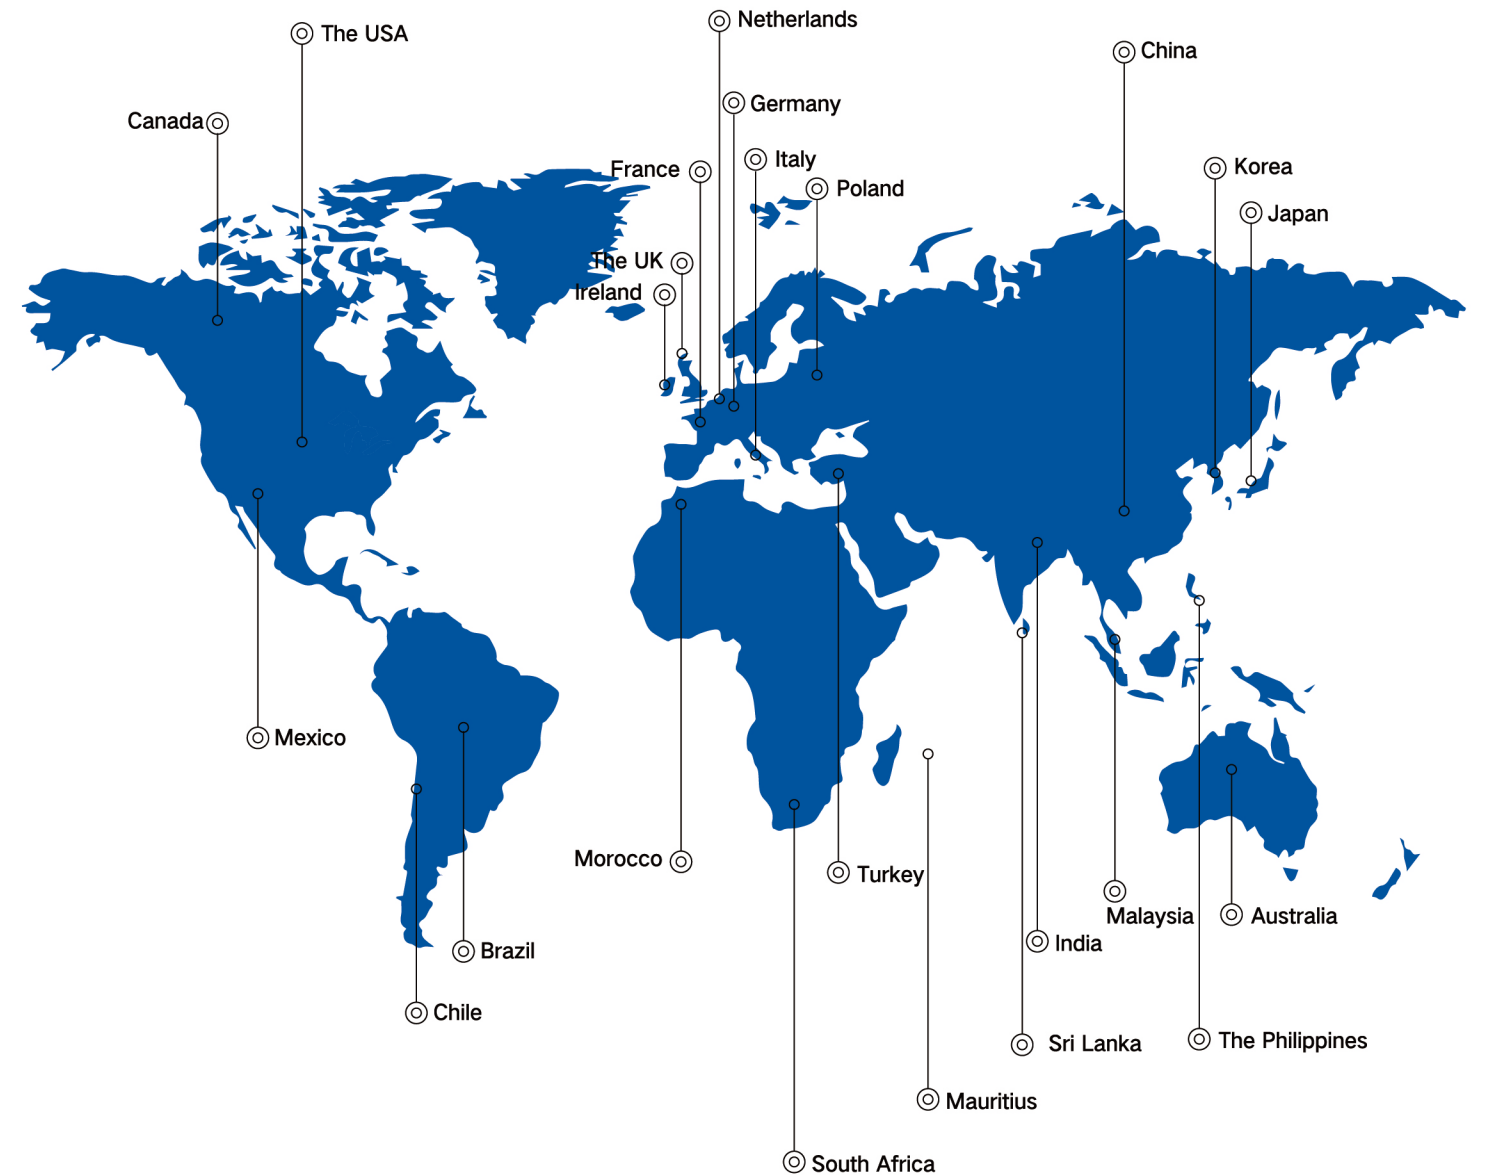 Netherlands
The USA
China
Germany
Canada
Italy
Korea
France
Poland
Japan
The UK
Ireland
Mexico
Morocco
Turkey
Malaysia
Australia
India
Brazil
Chile
Sri Lanka
The Philippines
Mauritius
South Africa